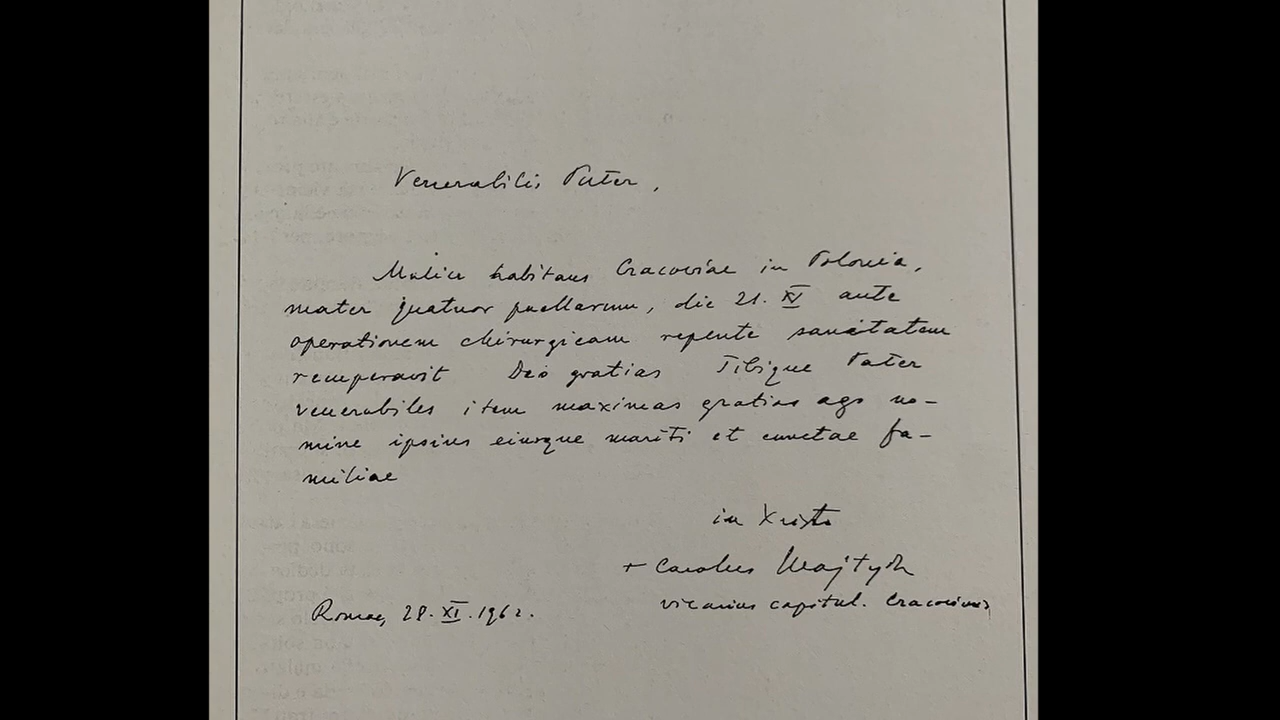 Venerabilis Pater,
Mulier habitans Cracoviae in Polonia,
mater quatuor puellarum, die 21. XI ante
operationem chirurgicam repente sanitatem
recuperavit Deo gratias Tibique Pater
venerabiles item maximas gratias ago no-
mine ipsius eiusque mariti et cunctae fa-
miliae
in Xristo
+ Carolus Wojtyła
vicarius capitul. Cracoviensis
Romae, 28. XI. 1962.